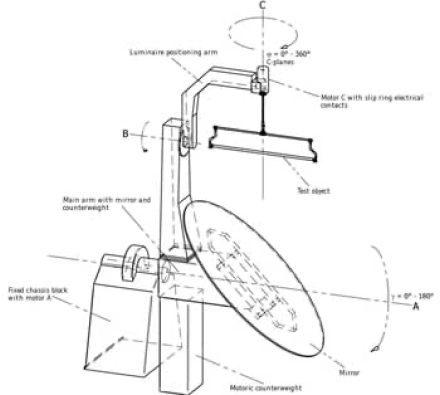 C
Luminaire positioning arm
φ = 0° - 360°
C-planes
Motor C with slip ring electrical
contacts
B
Test object
Main arm with mirror and
counterweight
Fixed chassis block
with motor A
γ = 0° - 180°
A
Mirror
Motoric counterweight